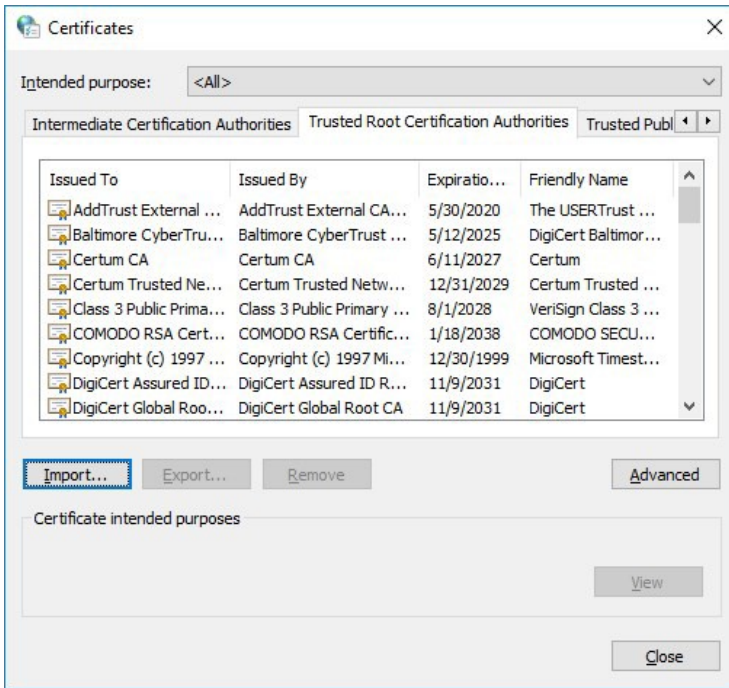 Certificates
Intended purpose: <All>
Intermediate Certification Authorities Trusted Root Certification Authorities Trusted Publ
Issued To Issued By Expiratio... Friendly Name
AddTrust External ... AddTrust External CA... 5/30/2020 The USERTrust ...
Baltimore CyberTru... Baltimore CyberTrust ... 5/12/2025 DigiCert Baltimor...
Certum CA Certum CA 6/11/2027 Certum
Certum Trusted Ne... Certum Trusted Netw... 12/31/2029 Certum Trusted ...
Class 3 Public Prima... Class 3 Public Primary ... 8/1/2028 VeriSign Class 3 ...
COMODO RSA Cert... COMODO RSA Certific... 1/18/2038 COMODO SECU...
Copyright (c) 1997 ... Copyright (c) 1997 Mi... 12/30/1999 Microsoft Timest...
DigiCert Assured ID... DigiCert Assured ID R... 11/9/2031 DigiCert
DigiCert Global Roo... DigiCert Global Root CA 11/9/2031 DigiCert
Import... Export... Remove Advanced
Certificate intended purposes
View
Close